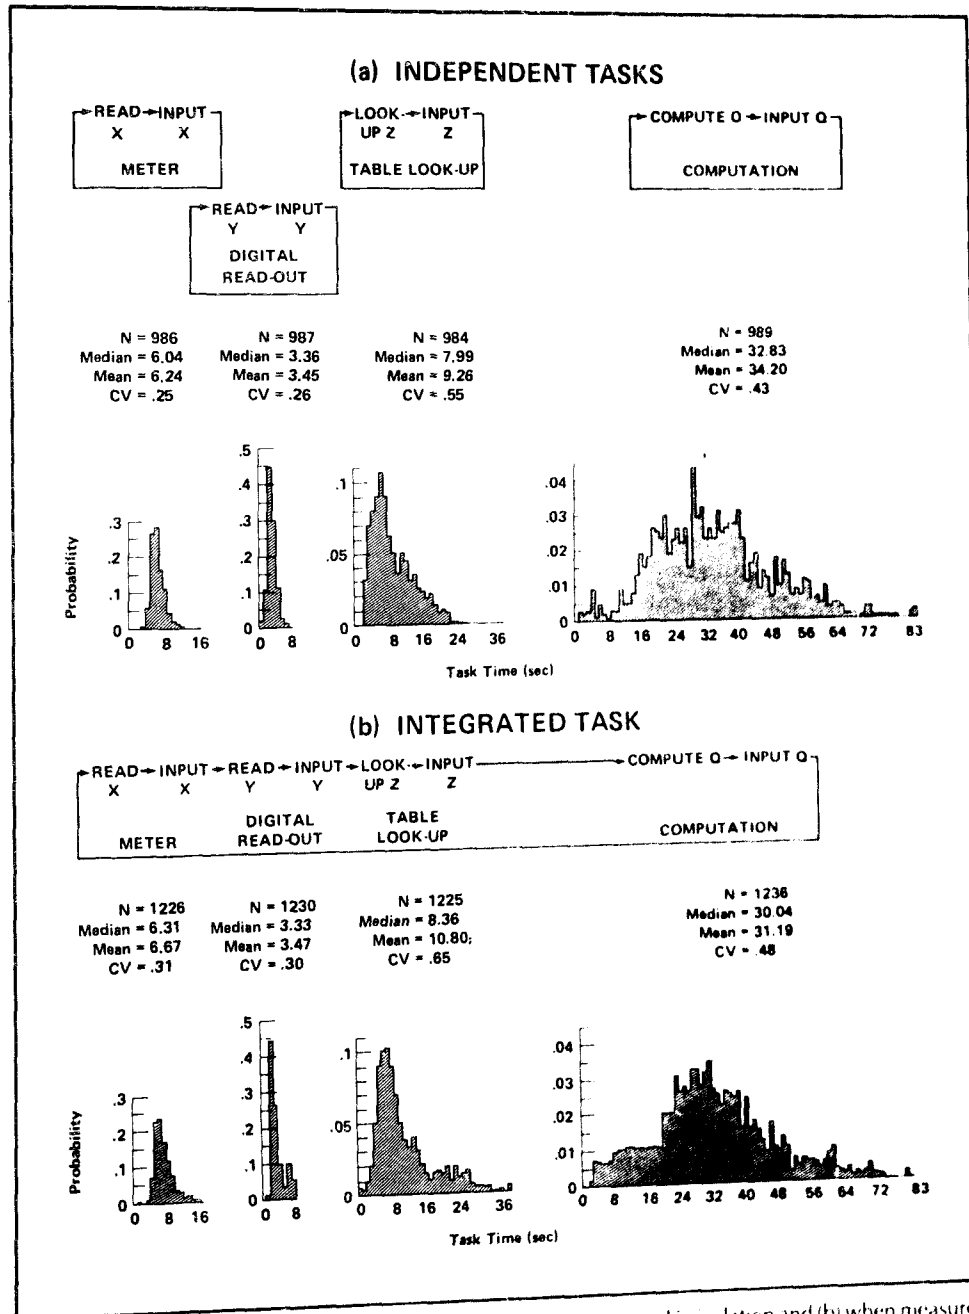 (a) INDEPENDENT TASKS
READ INPUT
X X
METER
LOOK- INPUT
UP Z Z
TABLE LOOK-UP
COMPUTE Q INPUT Q
COMPUTATION
READ INPUT
Y Y
DIGITAL
READ-OUT
N = 986
Median = 6.04
Mean = 6.24
CV = .25
N = 987
Median = 3.36
Mean = 3.45
CV = .26
N = 984
Median = 7.99
Mean = 9.26
CV = .55
N = 989
Median = 32.83
Mean = 34.20
CV = .43
Probability
.3
.2
.1
0
0 8 16
.5
.4
.3
.2
.1
0
0 8
.1
.05
0
0 8 16 24 36
.04
.03
.02
.01
0
0 8 16 24 32 40 48 56 64 72 83
Task Time (sec)
(b) INTEGRATED TASK
READ INPUT READ INPUT LOOK- INPUT COMPUTE Q INPUT Q
X X Y Y UP Z Z
METER
DIGITAL
READ-OUT
TABLE
LOOK-UP
COMPUTATION
N = 1226
Median = 6.31
Mean = 6.67
CV = .31
N = 1230
Median = 3.33
Mean = 3.47
CV = .30
N = 1225
Median = 8.36
Mean = 10.80;
CV = .65
N = 1236
Median = 30.04
Mean = 31.19
CV = .48
Probability
.3
.2
.1
0
0 8 16
.5
.4
.3
.2
.1
0
0 8
.1
.05
0
0 8 16 24 36
.04
.03
.02
.01
0
0 8 16 24 32 40 48 56 64 72 83
Task Time (sec)
and (b) when measure